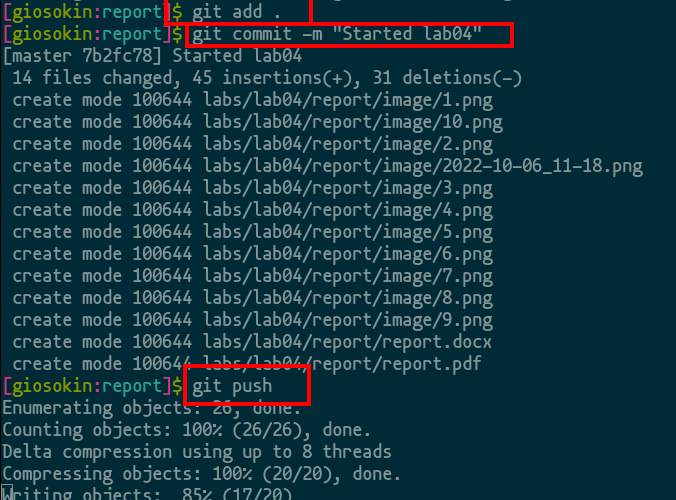 [giosokin:report]$ git add .
[giosokin:report]$ git commit -m "Started lab04"
[master 7b2fc78] Started lab04
14 files changed, 45 insertions(+), 31 deletions(-)
create mode 100644 labs/lab04/report/image/1.png
create mode 100644 labs/lab04/report/image/10.png
create mode 100644 labs/lab04/report/image/2.png
create mode 100644 labs/lab04/report/image/2022-10-06_11-18.png
create mode 100644 labs/lab04/report/image/3.png
create mode 100644 labs/lab04/report/image/4.png
create mode 100644 labs/lab04/report/image/5.png
create mode 100644 labs/lab04/report/image/6.png
create mode 100644 labs/lab04/report/image/7.png
create mode 100644 labs/lab04/report/image/8.png
create mode 100644 labs/lab04/report/image/9.png
create mode 100644 labs/lab04/report/report.docx
create mode 100644 labs/lab04/report/report.pdf
[giosokin:report]$ git push
Enumerating objects: 26, done.
Counting objects: 100% (26/26), done.
Delta compression using up to 8 threads
Compressing objects: 100% (20/20), done.
Writing objects:  85% (17/20)